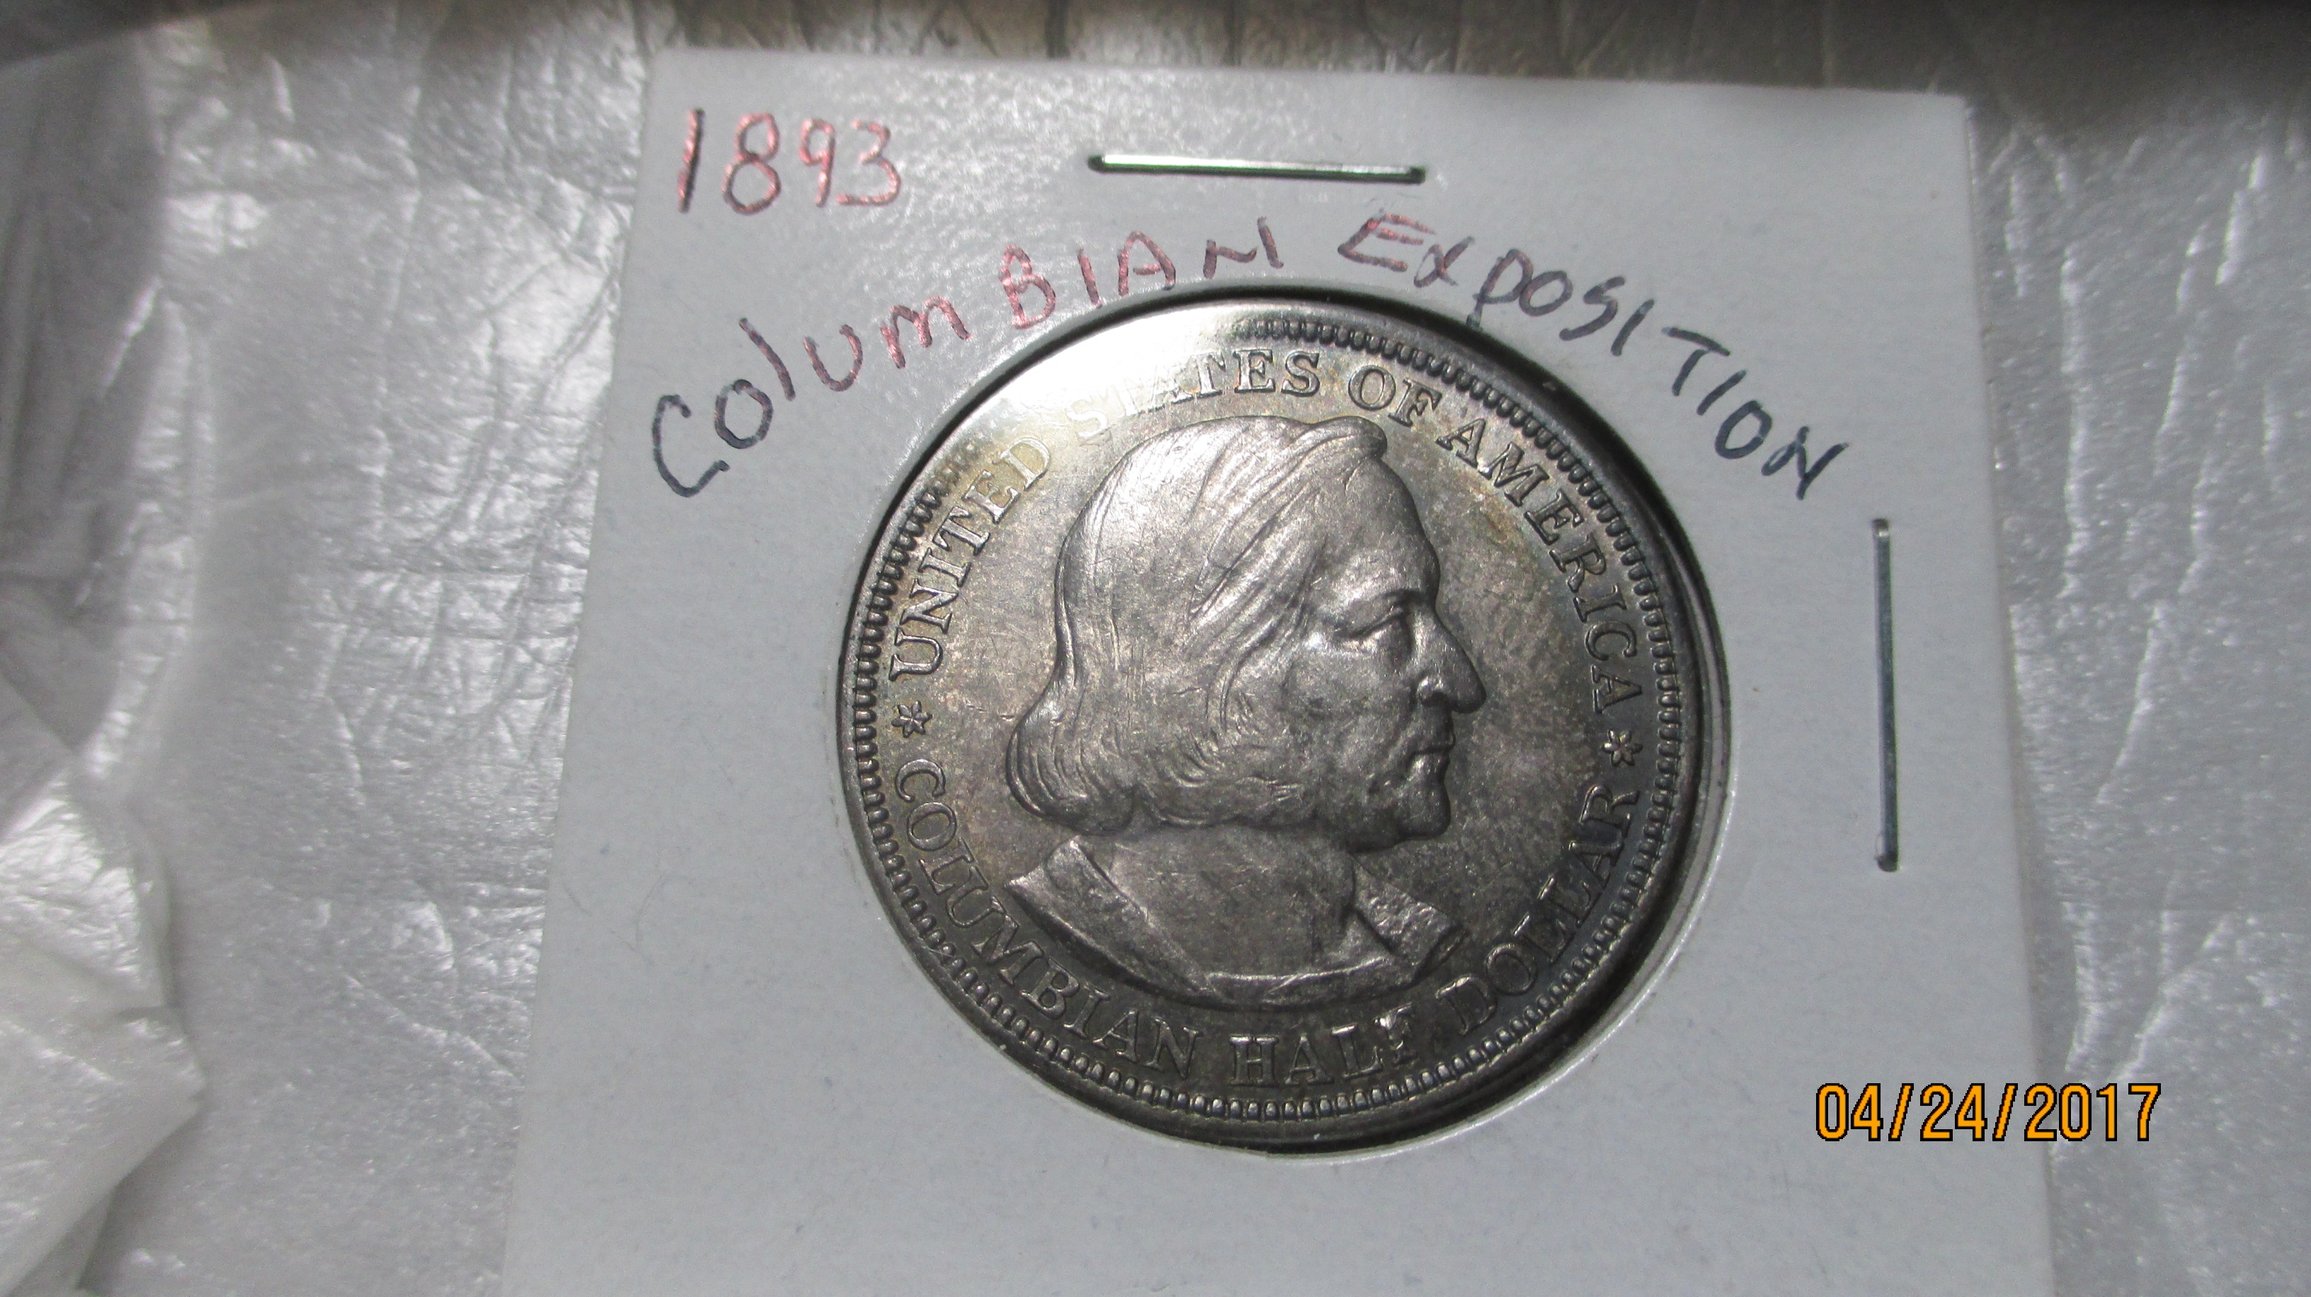 1893
COlUmBIAN EXPOSITION
UNITED STATES OF AMERICA
* COLUMBIAN HALF DOLLAR *
04/24/2017